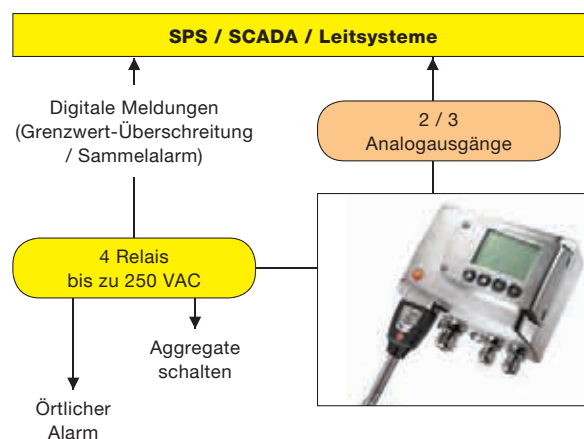 SPS / SCADA / Leitsysteme
Digitale Meldungen
(Grenzwert-Überschreitung
/ Sammelalarm)
2 / 3
Analogausgänge
4 Relais
bis zu 250 VAC
Aggregate
schalten
Örtlicher
Alarm